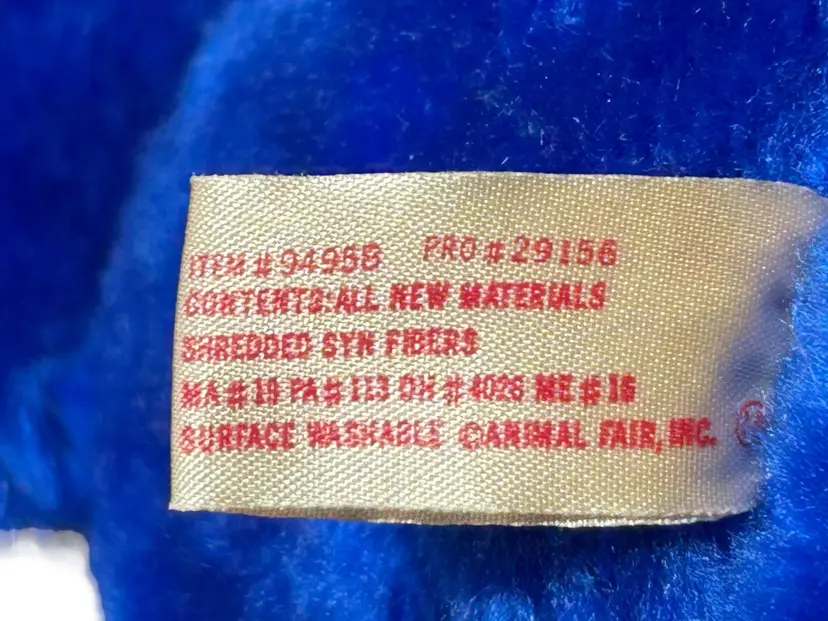 ITEM # 94958 PRO # 29156
CONTENTS: ALL NEW MATERIALS
SHREDDED SYN FIBERS
MA # 19 PA # 113 OH # 4026 ME # 16
SURFACE WASHABLE ©ANIMAL FAIR, INC.